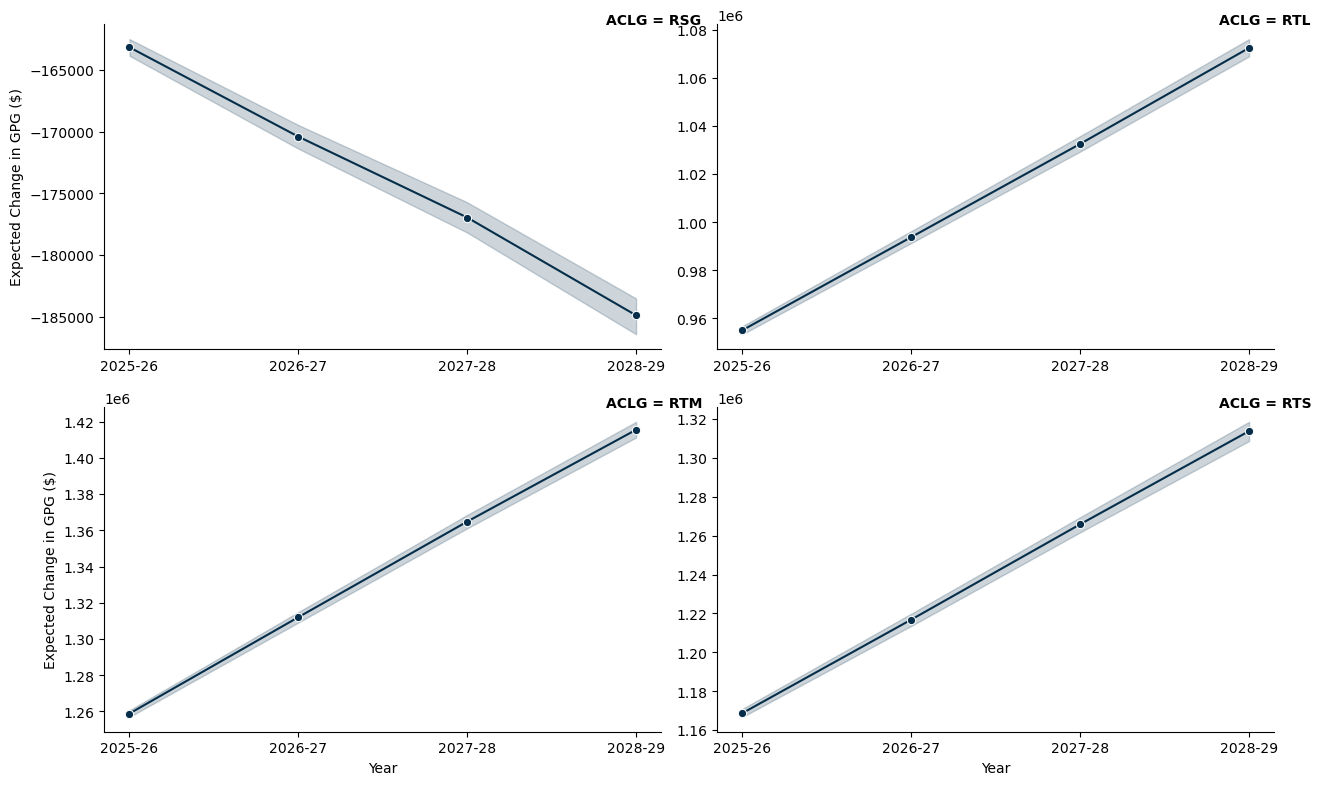 ACLG = RSG
Expected Change in GPG ($)
−165000
−170000
−175000
−180000
−185000
2025-26 2026-27 2027-28 2028-29
ACLG = RTL
1e6
1.08
1.06
1.04
1.02
1.00
0.98
0.96
2025-26 2026-27 2027-28 2028-29
ACLG = RTM
1e6
Expected Change in GPG ($)
1.42
1.40
1.38
1.36
1.34
1.32
1.30
1.28
1.26
2025-26 2026-27 2027-28 2028-29
Year
ACLG = RTS
1e6
1.32
1.30
1.28
1.26
1.24
1.22
1.20
1.18
1.16
2025-26 2026-27 2027-28 2028-29
Year